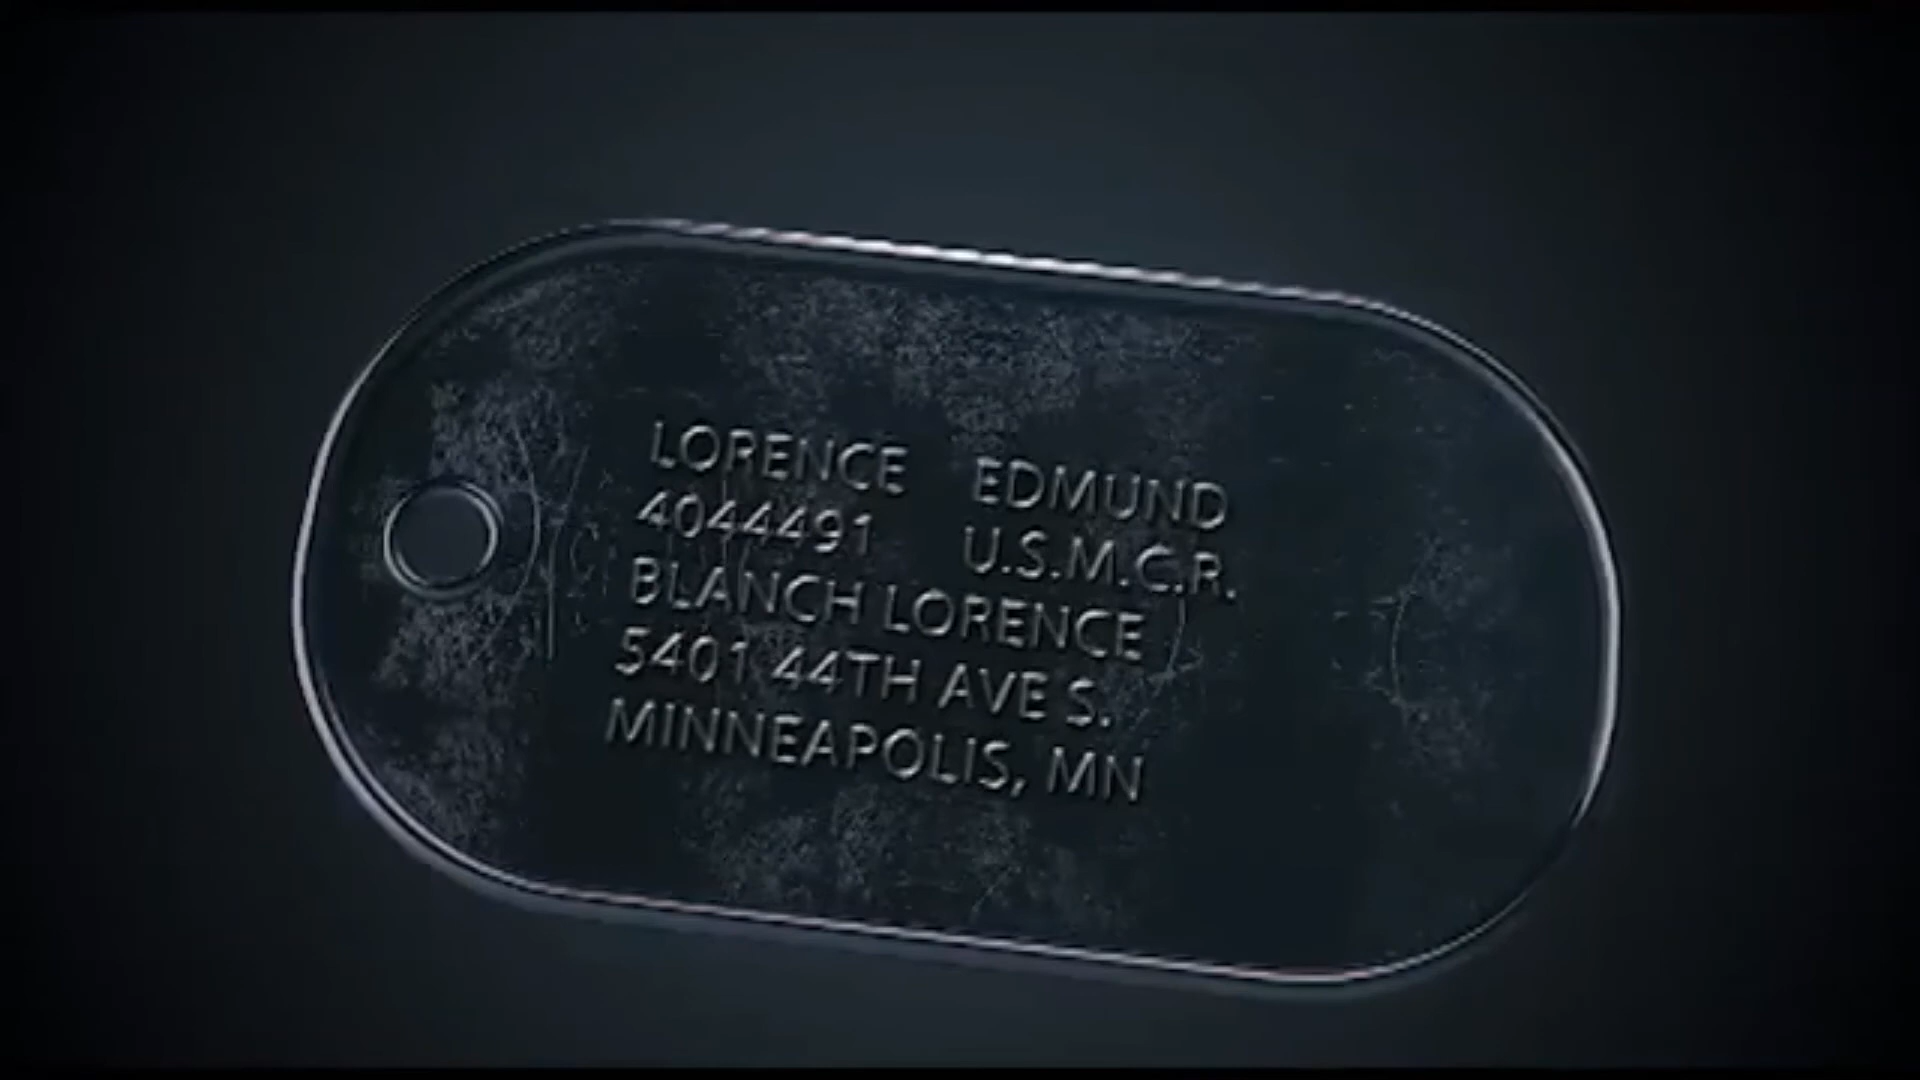 LORENCE EDMUND
4044491 U.S.M.C.R.
BLANCH LORENCE
5401 44TH AVE S.
MINNEAPOLIS, MN